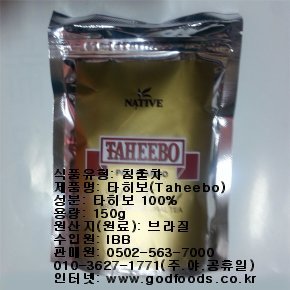 NATIVE
TAHEEBO
식품유형: 침출차
제품명: 타히보(Taheebo)
성분: 타히보 100%
용량: 150g
원산지(원료): 브라질
수입원: IBB
판매원: 0502-563-7000
010-3627-1771(주.야.공휴일)
인터넷: www.godfoods.co.kr